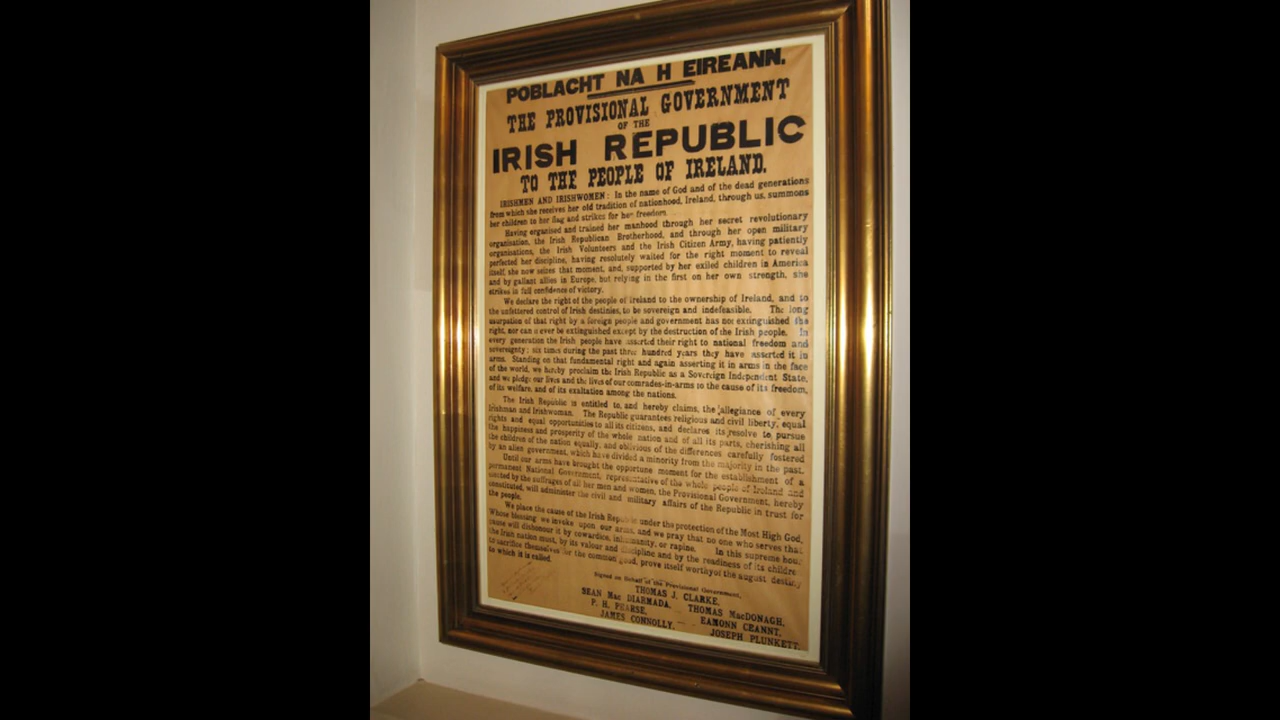 POBLACHT NA H EIREANN.
THE PROVISIONAL GOVERNMENT
OF THE
IRISH REPUBLIC
TO THE PEOPLE OF IRELAND.
IRISHMEN AND IRISHWOMEN: In the name of God and of the dead generations
from which she receives her old tradition of nationhood, Ireland, through us, summons
her children to her flag and strikes for her freedom.
Having organised and trained her manhood through her secret revolutionary
organisation, the Irish Republican Brotherhood, and through her open military
organisations, the Irish Volunteers and the Irish Citizen Army, having patiently
perfected her discipline, having resolutely waited for the right moment to reveal
itself, she now seizes that moment, and, supported by her exiled children in America
and by gallant allies in Europe, but relying in the first on her own strength, she
strikes in full confidence of victory.
We declare the right of the people of Ireland to the ownership of Ireland, and to
the unfettered control of Irish destinies, to be sovereign and indefeasible. The long
usurpation of that right by a foreign people and government has not extinguished the
right, nor can it ever be extinguished except by the destruction of the Irish people. In
every generation the Irish people have asserted their right to national freedom and
sovereignty; six times during the past three hundred years they have asserted it in
arms. Standing on that fundamental right and again asserting it in arms in the face
of the world, we hereby proclaim the Irish Republic as a Sovereign Independent State,
and we pledge our lives and the lives of our comrades-in-arms to the cause of its freedom,
of its welfare, and of its exaltation among the nations.
The Irish Republic is entitled to, and hereby claims, the allegiance of every
Irishman and Irishwoman. The Republic guarantees religious and civil liberty, equal
rights and equal opportunities to all its citizens, and declares its resolve to pursue
the happiness and prosperity of the whole nation and of all its parts, cherishing all
the children of the nation equally, and oblivious of the differences carefully fostered
by an alien government, which have divided a minority from the majority in the past.
Until our arms have brought the opportune moment for the establishment of a
permanent National Government, representative of the whole people of Ireland and
elected by the suffrages of all her men and women, the Provisional Government, hereby
constituted, will administer the civil and military affairs of the Republic in trust for
the people.
We place the cause of the Irish Republic under the protection of the Most High God,
Whose blessing we invoke upon our arms, and we pray that no one who serves that
cause will dishonour it by cowardice, inhumanity, or rapine. In this supreme hour
the Irish nation must, by its valour and discipline and by the readiness of its children
to sacrifice themselves for the common good, prove itself worthy of the august destiny
to which it is called.
Signed on Behalf of the Provisional Government,
THOMAS J. CLARKE,
SEAN Mac DIARMADA, THOMAS MacDONAGH,
P. H. PEARSE, EAMONN CEANNT,
JAMES CONNOLLY, JOSEPH PLUNKETT.